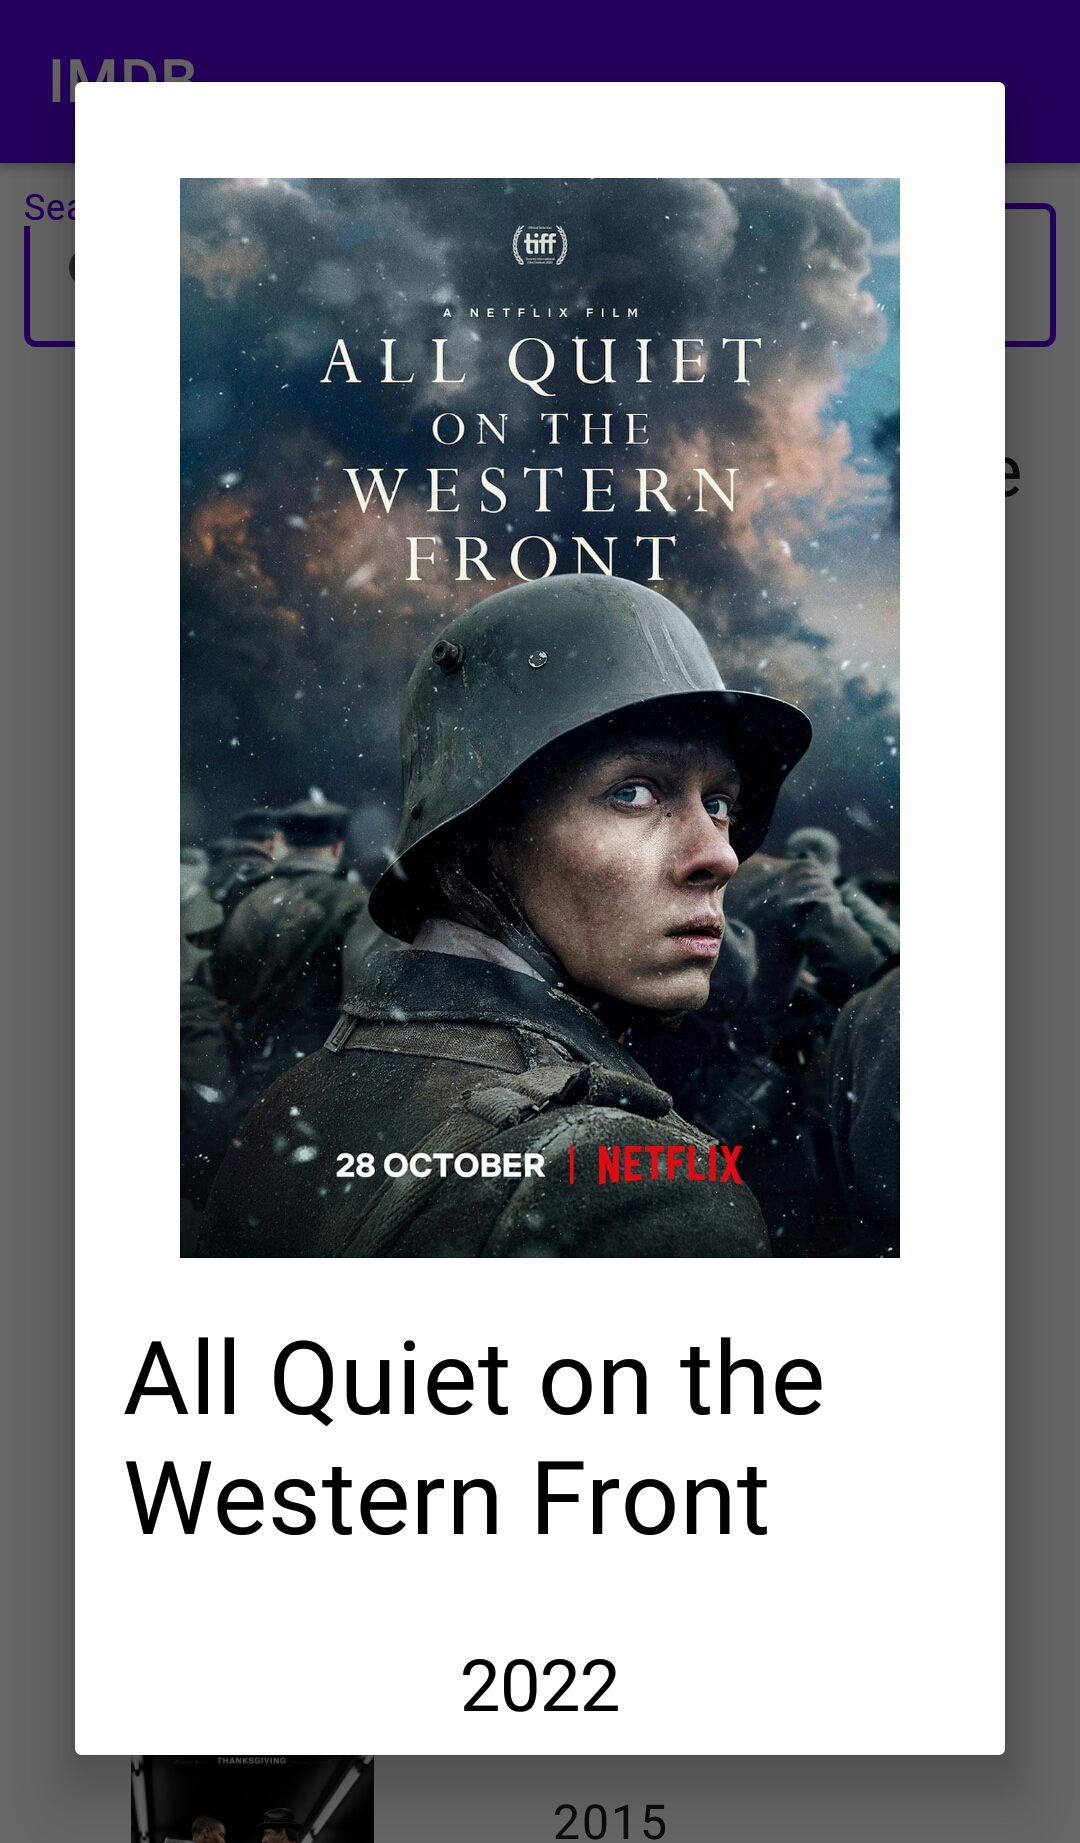 IMDB
Sea
tiff
A NETFLIX FILM
ALL QUIET
ON THE
WESTERN
FRONT
e
28 OCTOBER | NETFLIX
All Quiet on the
Western Front
2022
THANKSGIVING
2015